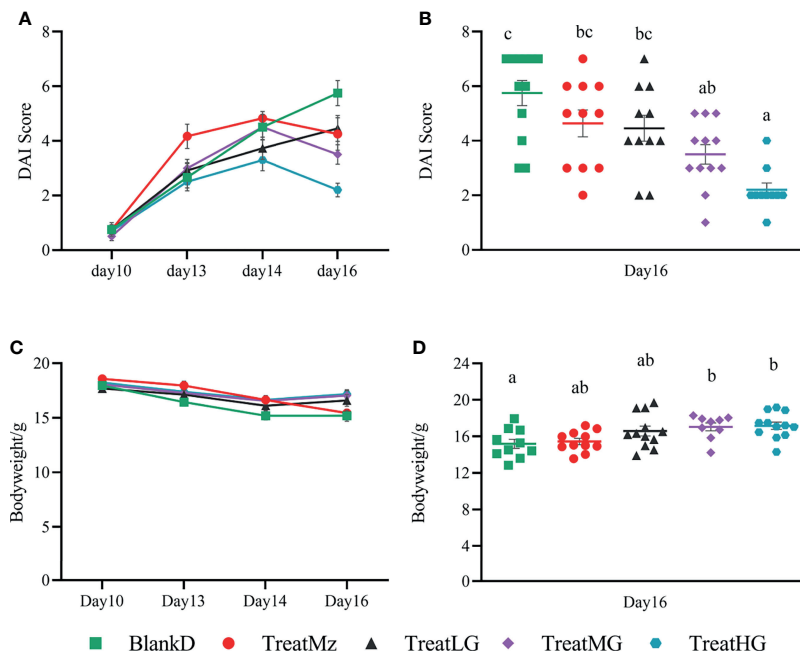 A
DAI Score
8
6
4
2
0
day10 day13 day14 day16
B
DAI Score
8
6
4
2
0
c bc bc ab a
Day16
C
Bodyweight/g
20
15
10
5
0
Day10 Day13 Day14 Day16
D
Bodyweight/g
24
20
16
12
8
4
0
a ab ab b b
Day16
BlankD TreatMz TreatLG TreatMG TreatHG